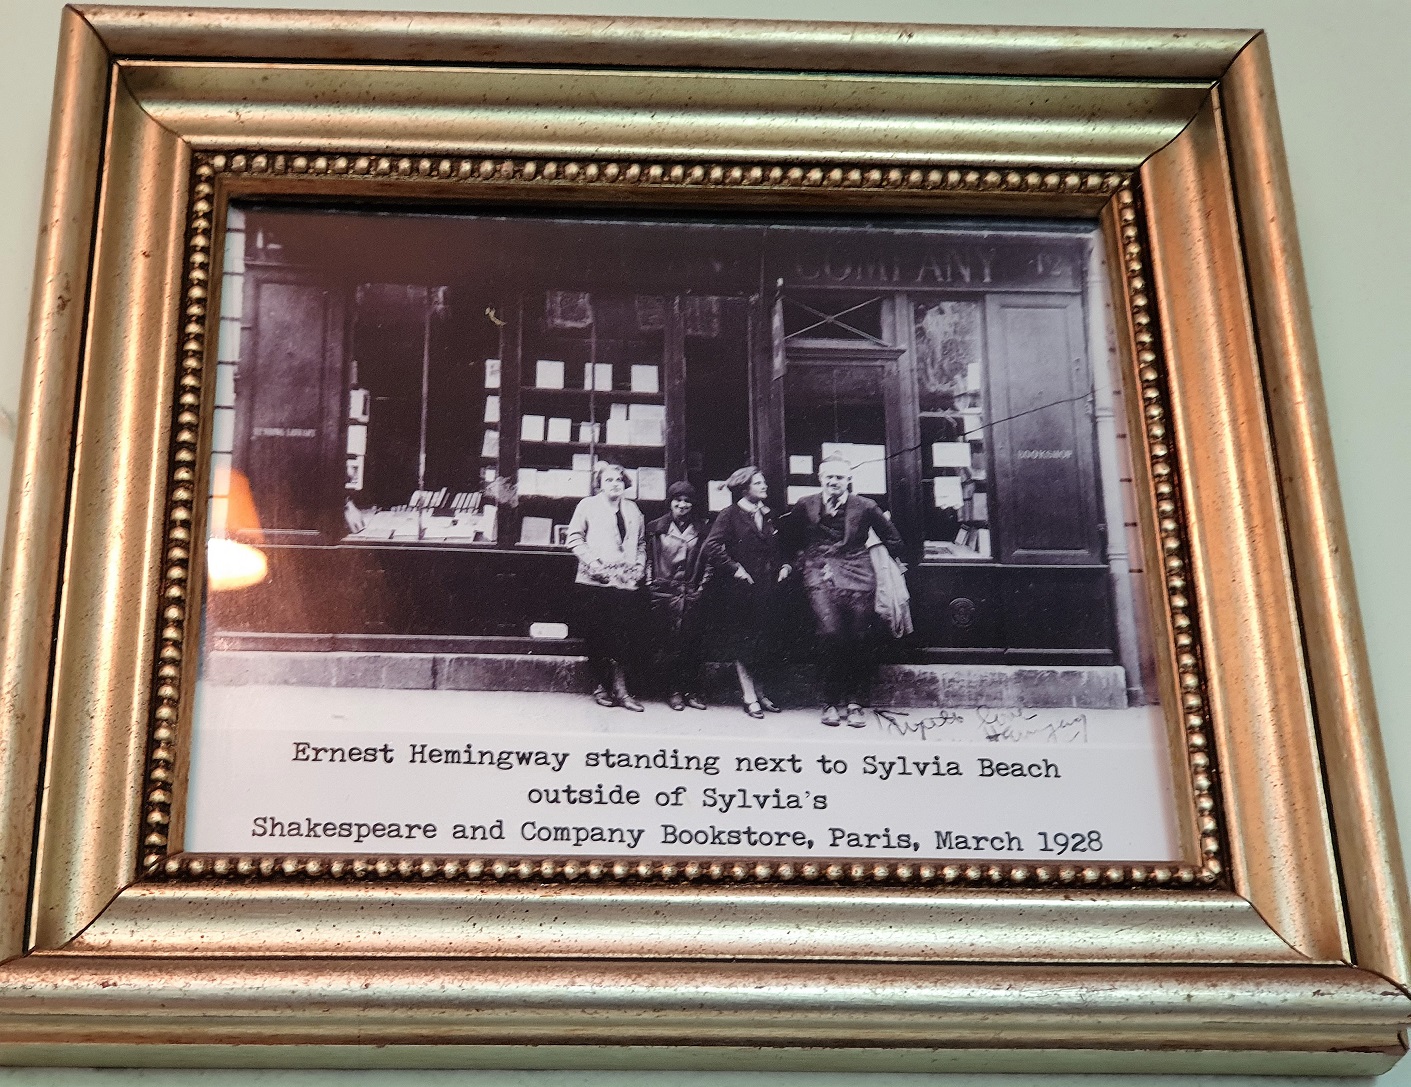 COMPANY 12
LENDING LIBRARY
BOOKSHOP
Ernest Hemingway standing next to Sylvia Beach
outside of Sylvia's
Shakespeare and Company Bookstore, Paris, March 1928